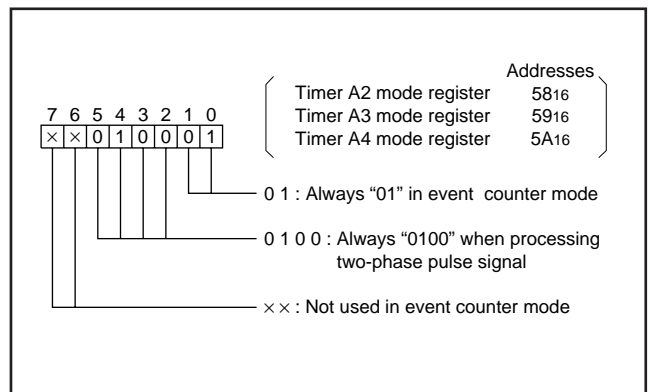 Addresses
Timer A2 mode register 5816
Timer A3 mode register 5916
Timer A4 mode register 5A16
7 6 5 4 3 2 1 0
× × 0 1 0 0 0 1
0 1 : Always “01” in event counter mode
0 1 0 0 : Always “0100” when processing
two-phase pulse signal
×× : Not used in event counter mode